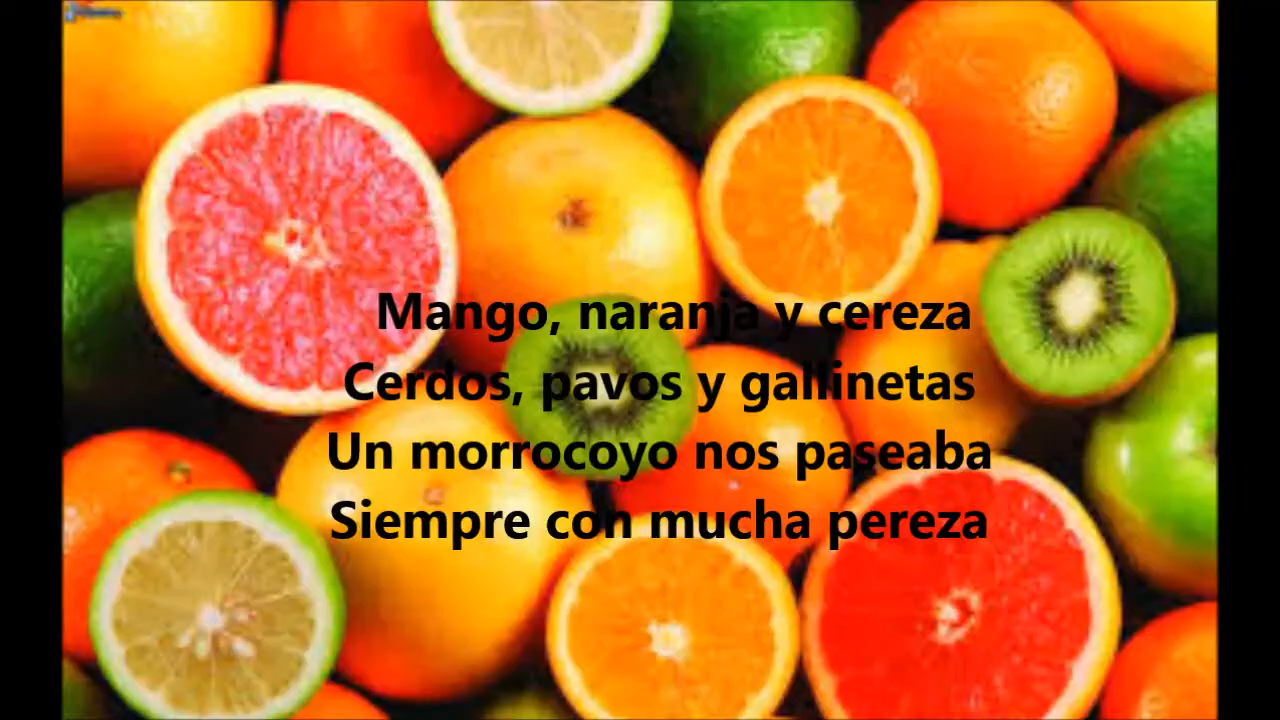 Mango, naranja y cereza
Cerdos, pavos y gallinetas
Un morrocoyo nos paseaba
Siempre con mucha pereza